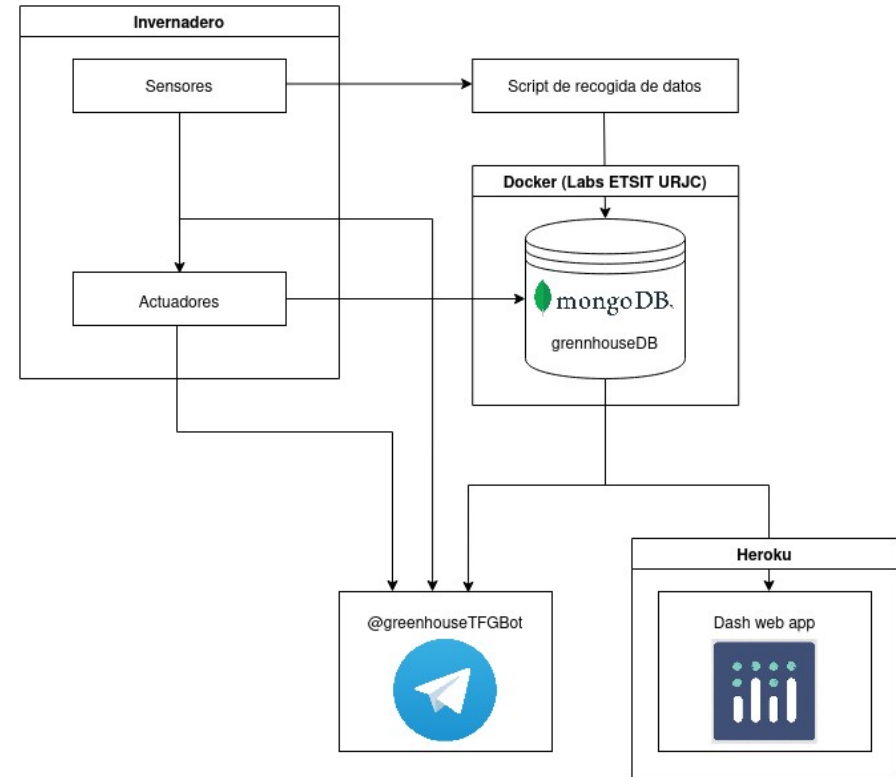 Invernadero
Sensores
Script de recogida de datos
Docker (Labs ETSIT URJC)
Actuadores
mongoDB
grennhouseDB
Heroku
@greenhouseTFGBot
Dash web app